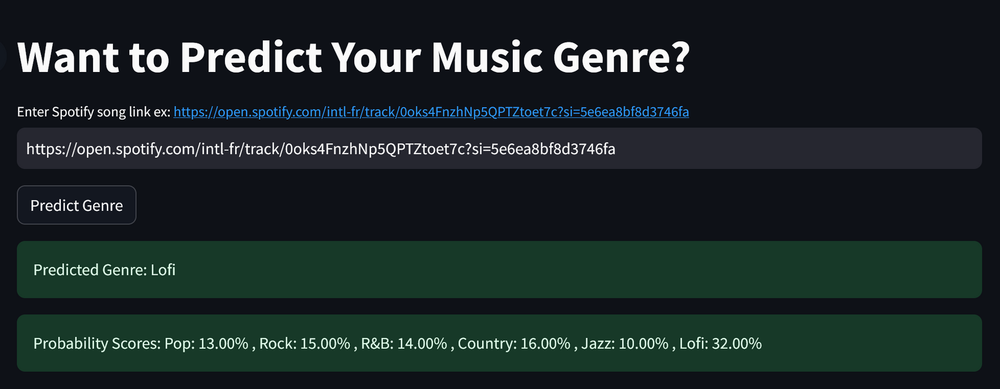 Want to Predict Your Music Genre?
Enter Spotify song link ex: https://open.spotify.com/intl-fr/track/0oks4FnzhNp5QPTZtoet7c?si=5e6ea8bf8d3746fa
https://open.spotify.com/intl-fr/track/0oks4FnzhNp5QPTZtoet7c?si=5e6ea8bf8d3746fa
Predict Genre
Predicted Genre: Lofi
Probability Scores: Pop: 13.00% , Rock: 15.00% , R&B: 14.00% , Country: 16.00% , Jazz: 10.00% , Lofi: 32.00%